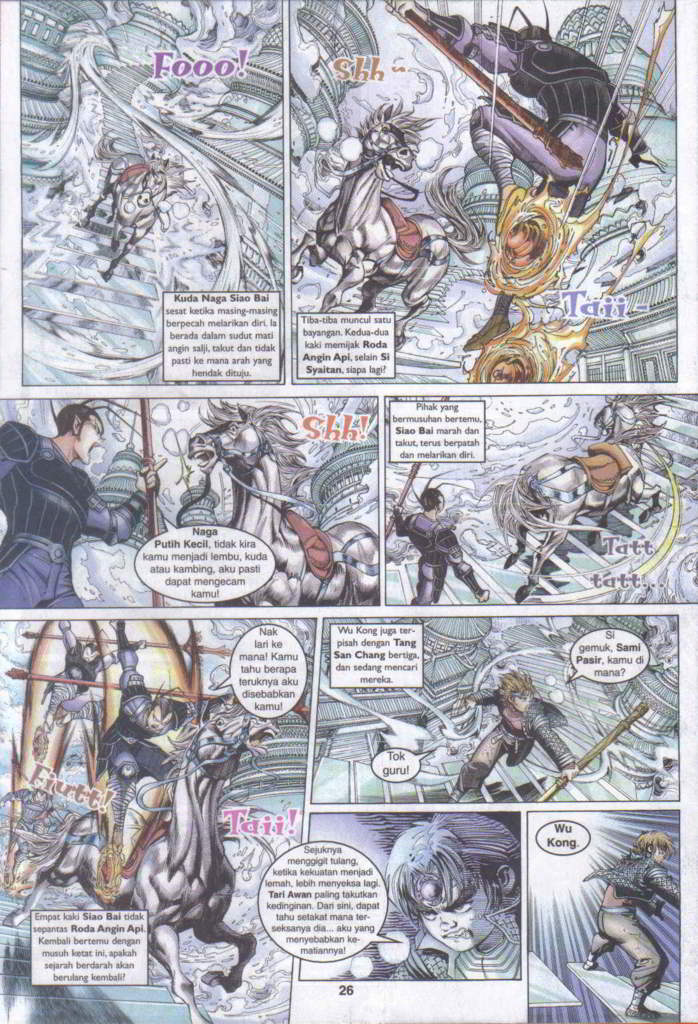 Fooo!
Kuda Naga Siao Bai
sesat ketika masing-masing
berpecah melarikan diri. Ia
berada dalam sudut mati
angin salji, takut dan tidak
pasti ke mana arah yang
hendak dituju.
Shh-
Tiba-tiba muncul satu
bayangan. Kedua-dua
kaki memijak Roda
Angin Api, selain Si
Syaitan, siapa lagi?
Taii-
Shh!
Naga
Putih Kecil, tidak kira
kamu menjadi lembu, kuda
atau kambing, aku pasti
dapat mengecam
kamu!
Pihak yang
bermusuhan bertemu,
Siao Bai marah dan
takut, terus berpatah
dan melarikan diri.
Tatt
tatt...
Nak
lari ke
mana! Kamu
tahu berapa
teruknya aku
disebabkan
kamu!
Fiutt!
Taii!
Empat kaki Siao Bai tidak
sepantas Roda Angin Api.
Kembali bertemu dengan
musuh ketat ini, apakah
sejarah berdarah akan
berulang kembali?
Wu Kong juga ter-
pisah dengan Tang
San Chang bertiga,
dan sedang mencari
mereka.
Si
gemuk, Sami
Pasir, kamu di
mana?
Tok
guru!
Sejuknya
menggigit tulang,
ketika kekuatan menjadi
lemah, lebih menyeksa lagi.
Tari Awan paling takutkan
kedinginan. Dari sini, dapat
tahu setakat mana ter-
seksanya dia... aku yang
menyebabkan ke-
matiannya!
Wu
Kong.
26